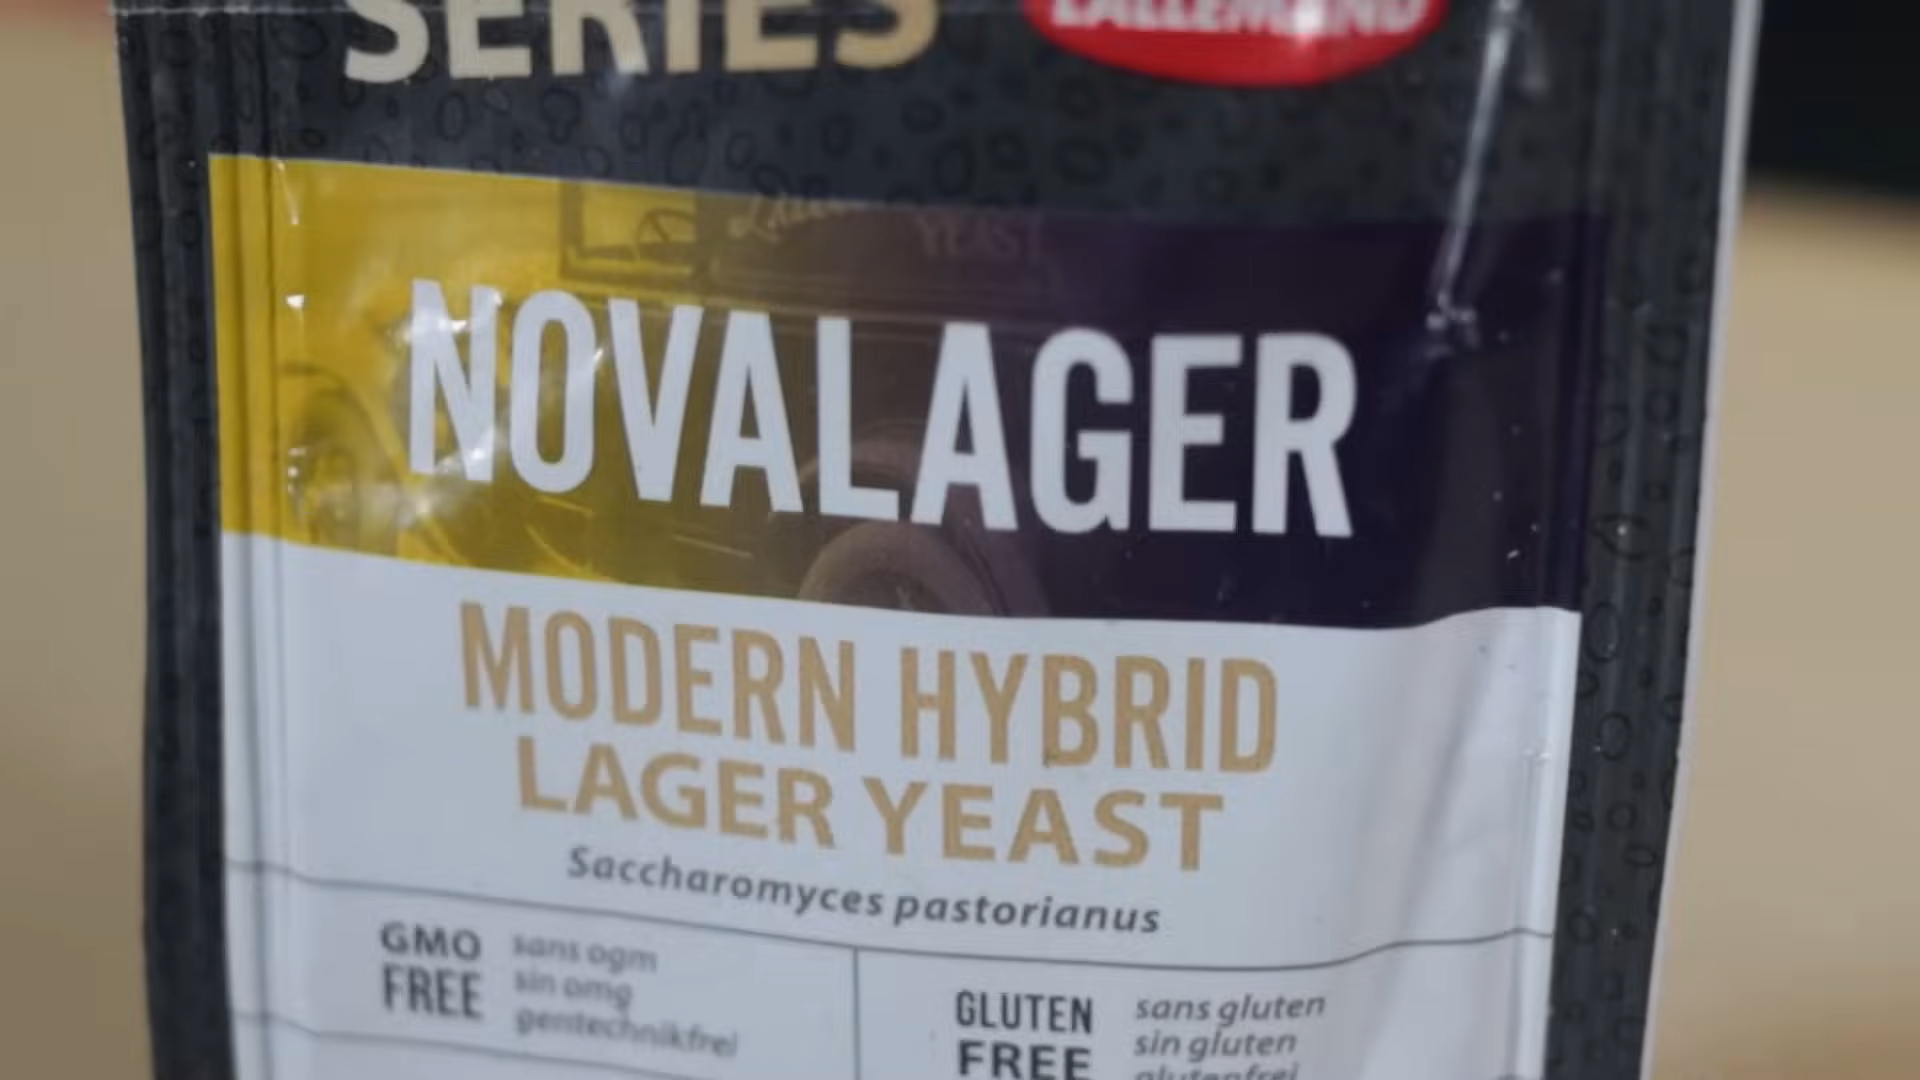 SERIES
LALLEMAND
YEAST
NOVALAGER
MODERN HYBRID
LAGER YEAST
Saccharomyces pastorianus
GMO
FREE
sans ogm
sin omg
gentechnikfrei
GLUTEN
FREE
sans gluten
sin gluten
glutenfrei